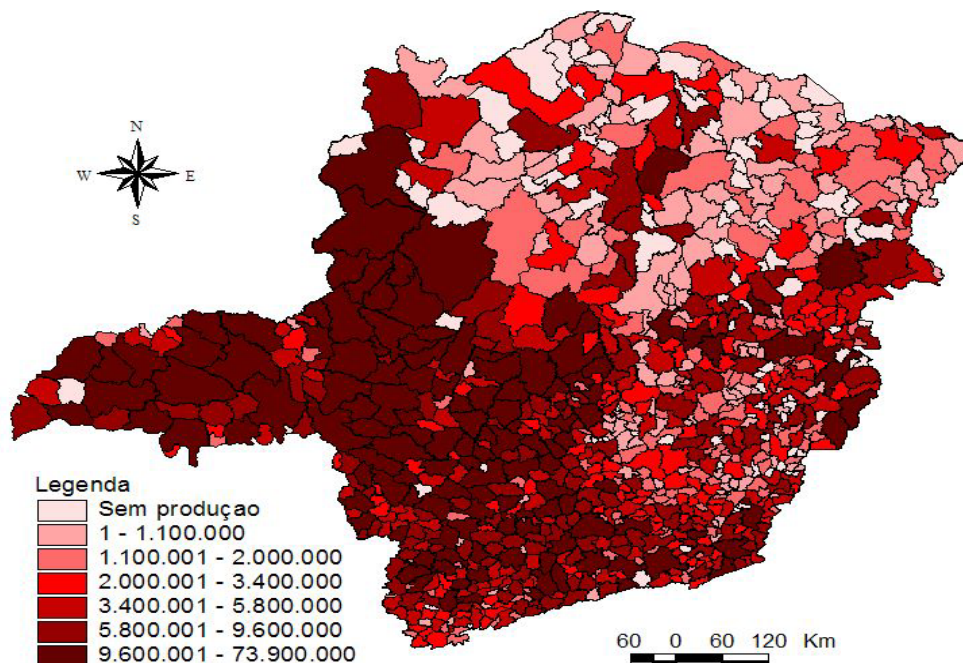 N
W E
S
Legenda
Sem produçao
1 - 1.100.000
1.100.001 - 2.000.000
2.000.001 - 3.400.000
3.400.001 - 5.800.000
5.800.001 - 9.600.000
9.600.001 - 73.900.000
60 0 60 120 Km